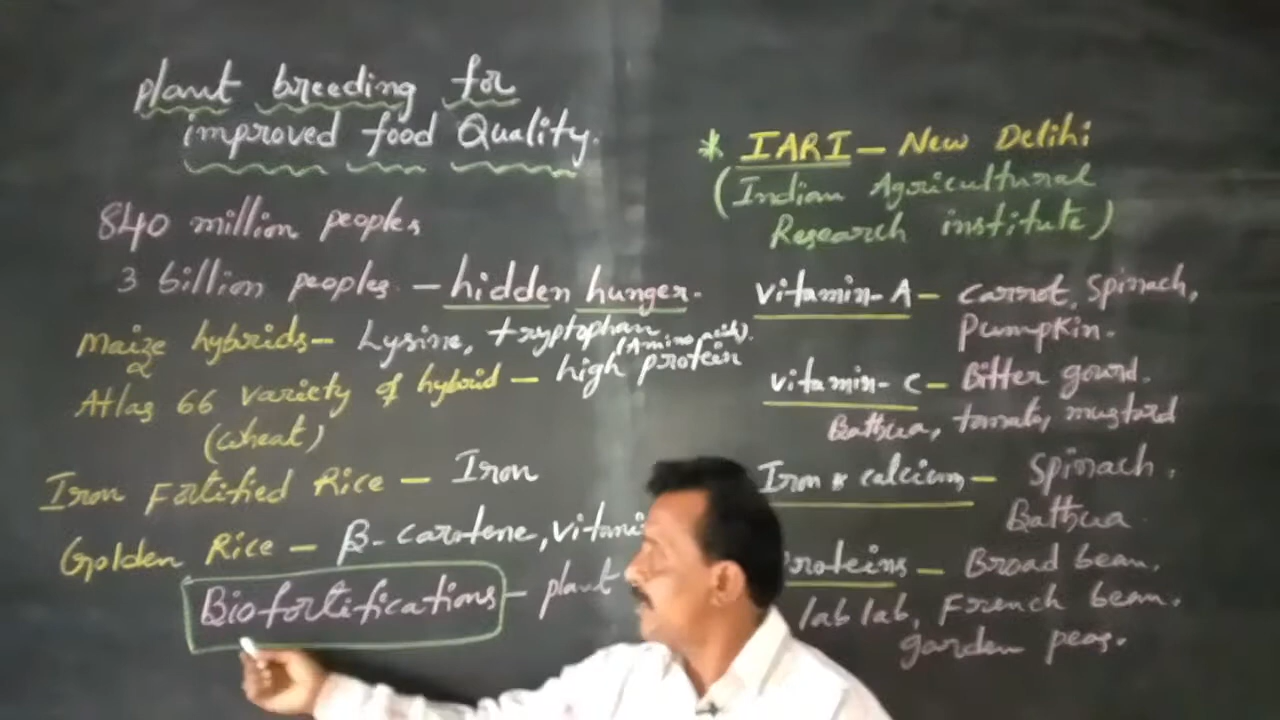 plant breeding for
improved food Quality.
840 million peoples
3 billion peoples - hidden hunger.
Maize hybrids - Lysine, tryptophan
(Amino acids).
Atlas 66 variety of hybrid - high protein
(wheat)
Iron Fortified Rice - Iron
Golden Rice - β-carotene,
Biofortifications - plant
* IARI - New Delihi
(Indian Agricultural
Research institute)
vitamin-A - Carrot, Spinach,
Pumpkin.
vitamin-C - Bitter gourd.
Bathua, tomato, mustard
Iron & calcium - Spinach,
Bathua
roteins - Broad bean,
lab lab, French bean.
garden peas.